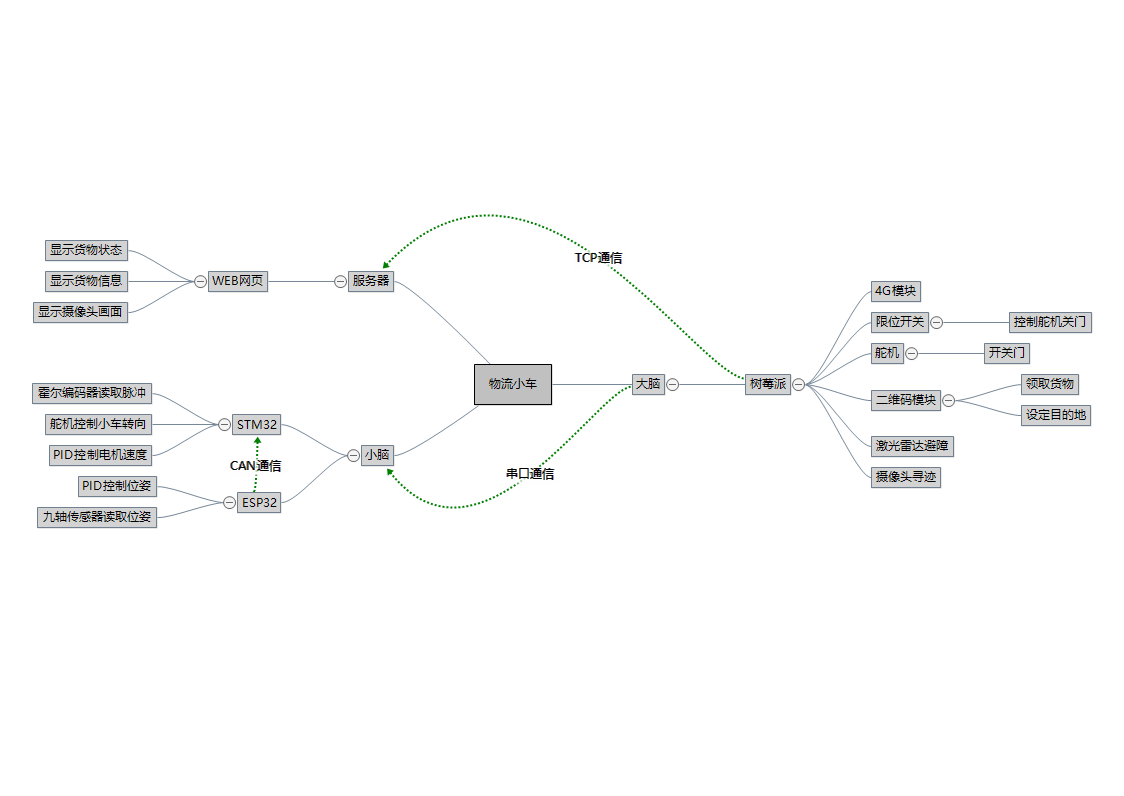 TCP通信
显示货物状态
显示货物信息
显示摄像头画面
WEB网页
服务器
4G模块
限位开关
控制舵机关门
舵机
开关门
物流小车
大脑
树莓派
二维码模块
领取货物
设定目的地
激光雷达避障
摄像头寻迹
霍尔编码器读取脉冲
舵机控制小车转向
PID控制电机速度
STM32
小脑
CAN通信
串口通信
PID控制位姿
九轴传感器读取位姿
ESP32